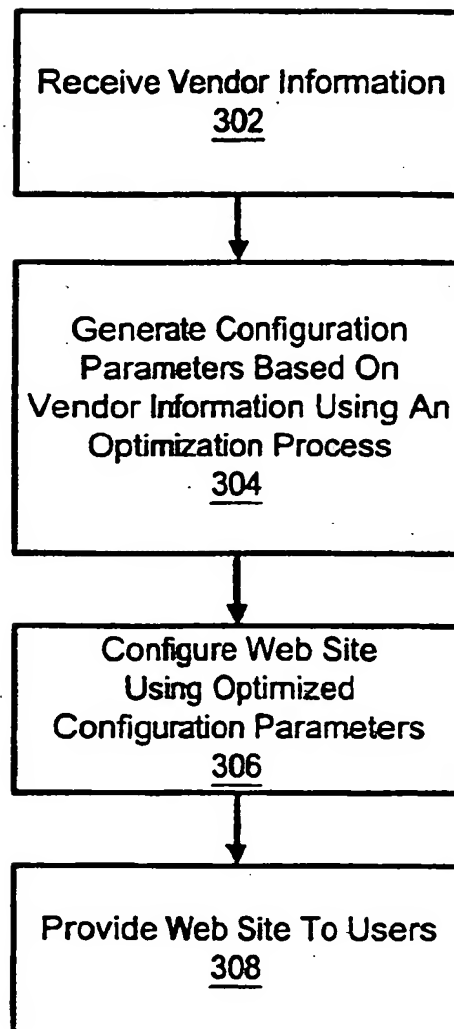 Receive Vendor Information
302
Generate Configuration
Parameters Based On
Vendor Information Using An
Optimization Process
304
Configure Web Site
Using Optimized
Configuration Parameters
306
Provide Web Site To Users
308